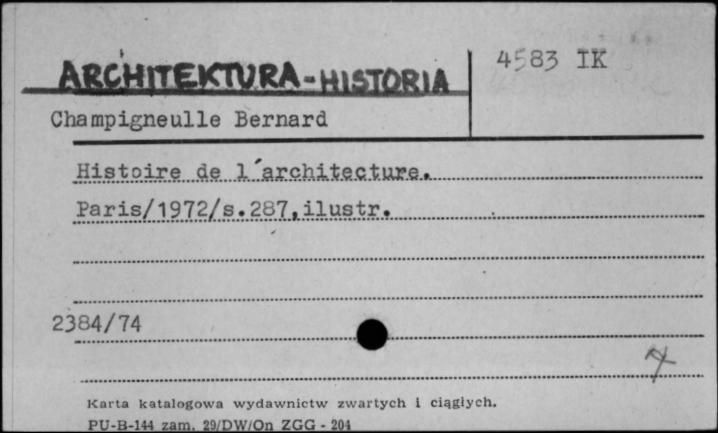 4583 IK
ARCHITEKTURA-HISTORIA
Champigneulle Bernard
Histoire de l´architecture.
Paris/1972/s.287,ilustr.
2384/74
Karta katalogowa wydawnictw zwartych i ciągłych.
PU-B-144 zam. 29/DW/On ZGG - 204